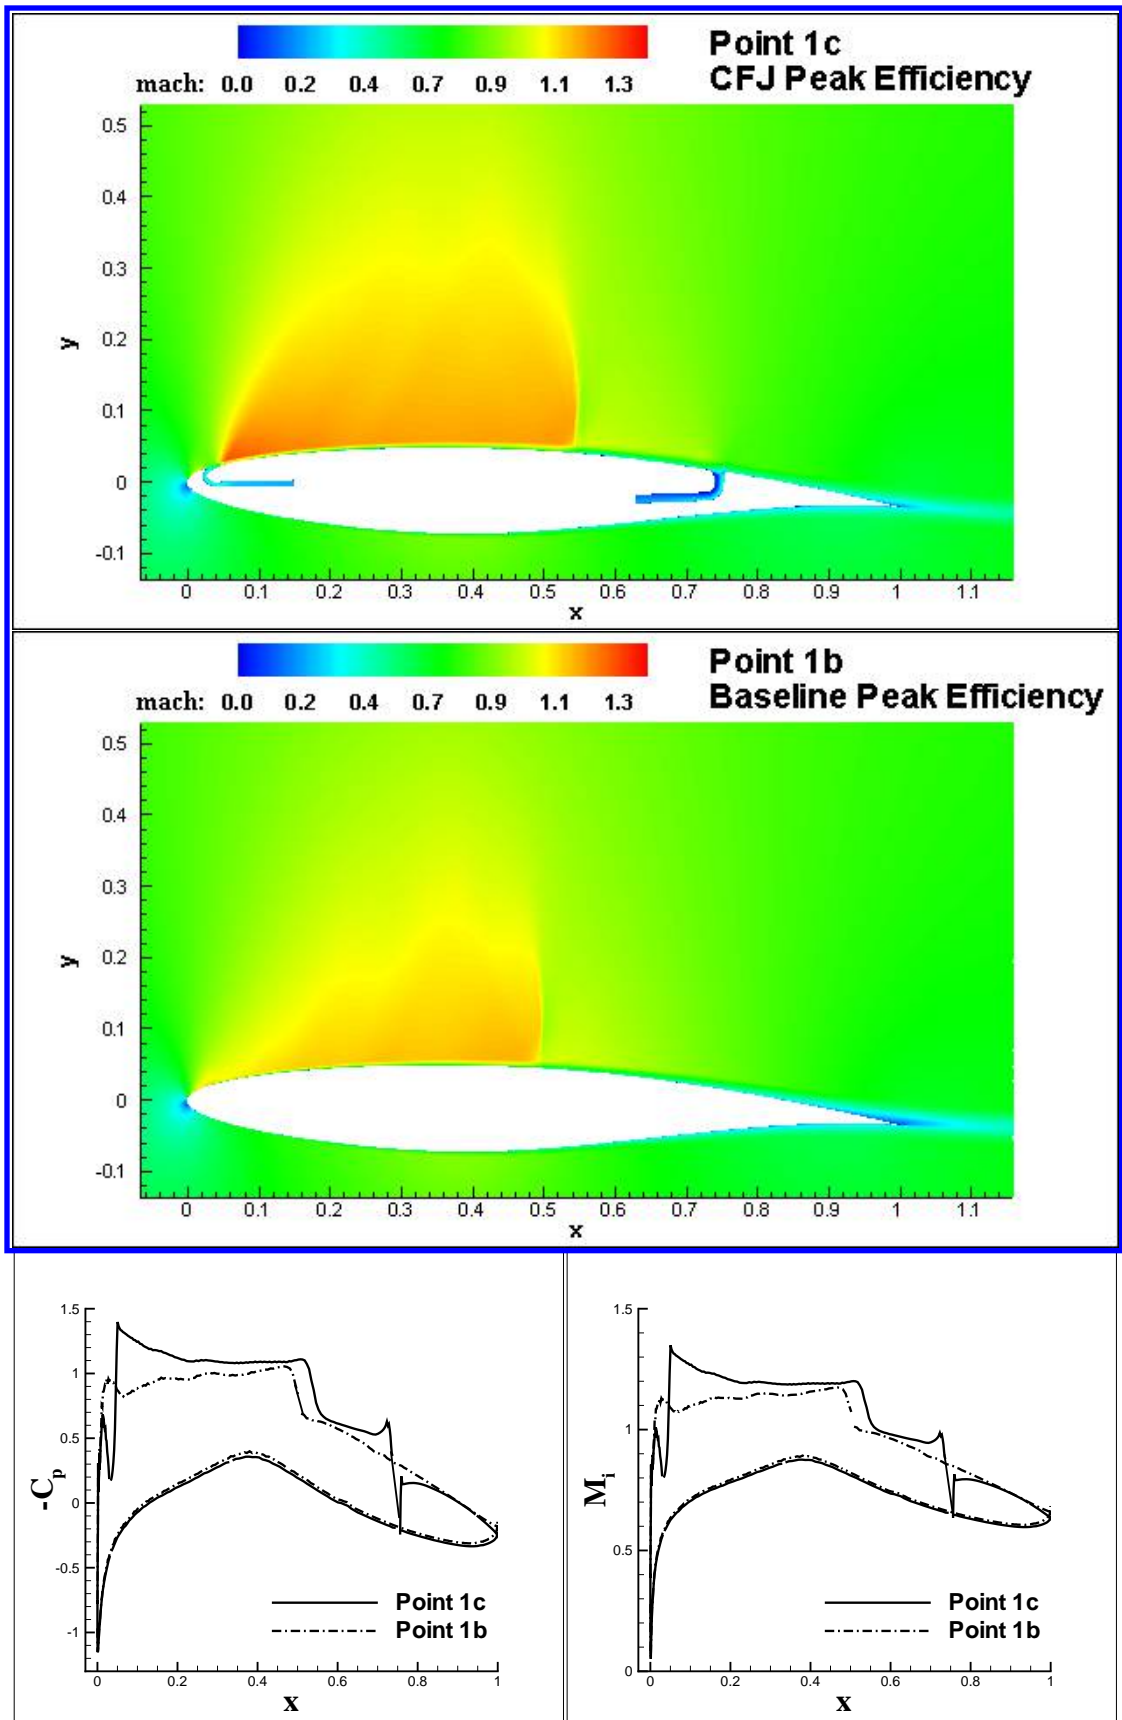 Point 1c
CFJ Peak Efficiency
mach: 0.0 0.2 0.4 0.7 0.9 1.1 1.3
0.5
0.4
0.3
0.2
0.1
0
-0.1
y
0 0.1 0.2 0.3 0.4 0.5 0.6 0.7 0.8 0.9 1 1.1
x
Point 1b
Baseline Peak Efficiency
mach: 0.0 0.2 0.4 0.7 0.9 1.1 1.3
0.5
0.4
0.3
0.2
0.1
0
-0.1
y
0 0.1 0.2 0.3 0.4 0.5 0.6 0.7 0.8 0.9 1 1.1
x
1.5
1
0.5
0
-0.5
-1
-Cp
Point 1c
Point 1b
0 0.2 0.4 0.6 0.8 1
x
1.5
1
0.5
0
Mi
Point 1c
Point 1b
0 0.2 0.4 0.6 0.8 1
x